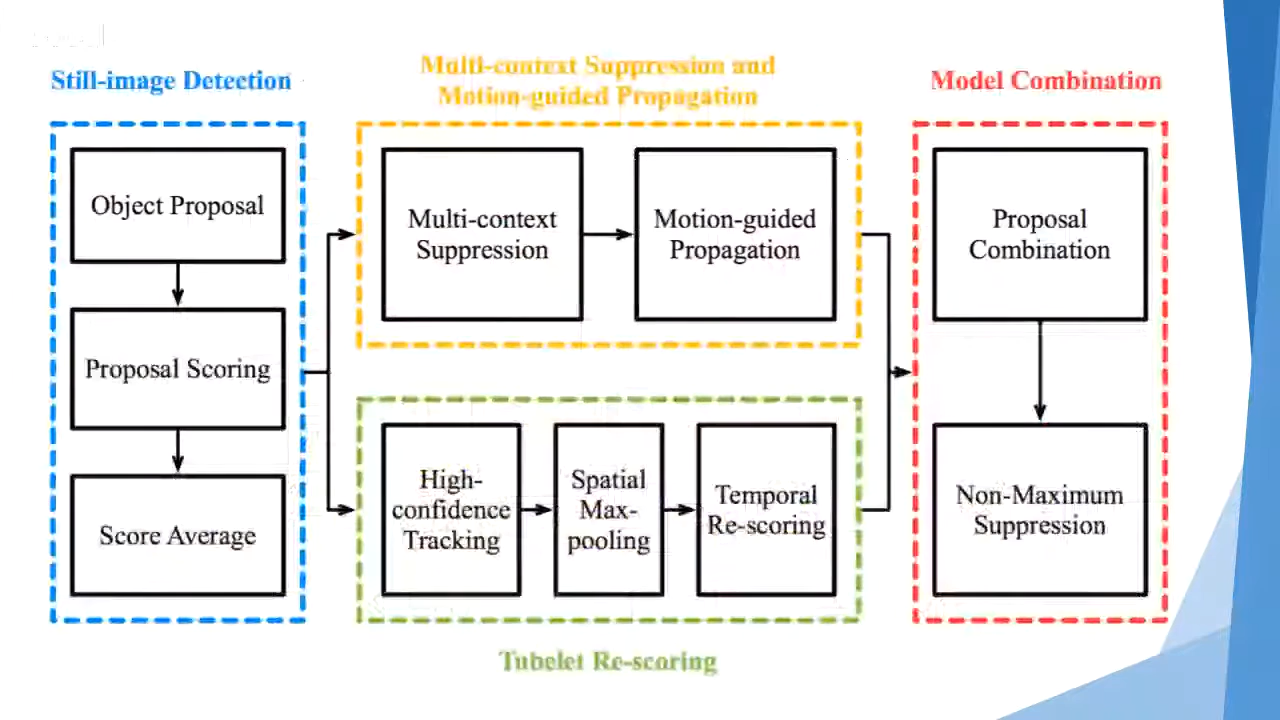 Still-image Detection
Object Proposal
Proposal Scoring
Score Average
Multi-context Suppression and
Motion-guided Propagation
Multi-context
Suppression
Motion-guided
Propagation
High-
confidence
Tracking
Spatial
Max-
pooling
Temporal
Re-scoring
Tubelet Re-scoring
Model Combination
Proposal
Combination
Non-Maximum
Suppression